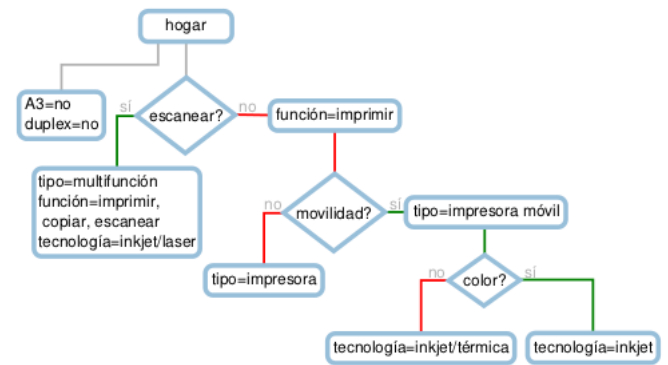 hogar
A3=no
duplex=no
sí
escanear?
no
función=imprimir
tipo=multifunción
función=imprimir,
copiar, escanear
tecnología=inkjet/laser
no
movilidad?
sí
tipo=impresora móvil
tipo=impresora
no
color?
sí
tecnología=inkjet/térmica
tecnología=inkjet